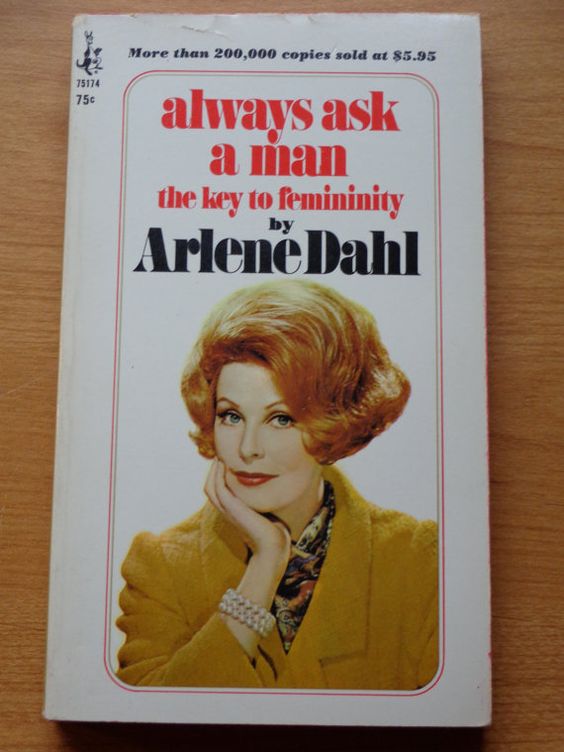 More than 200,000 copies sold at $5.95
75174
75¢
always ask
a man
the key to femininity
by
Arlene Dahl